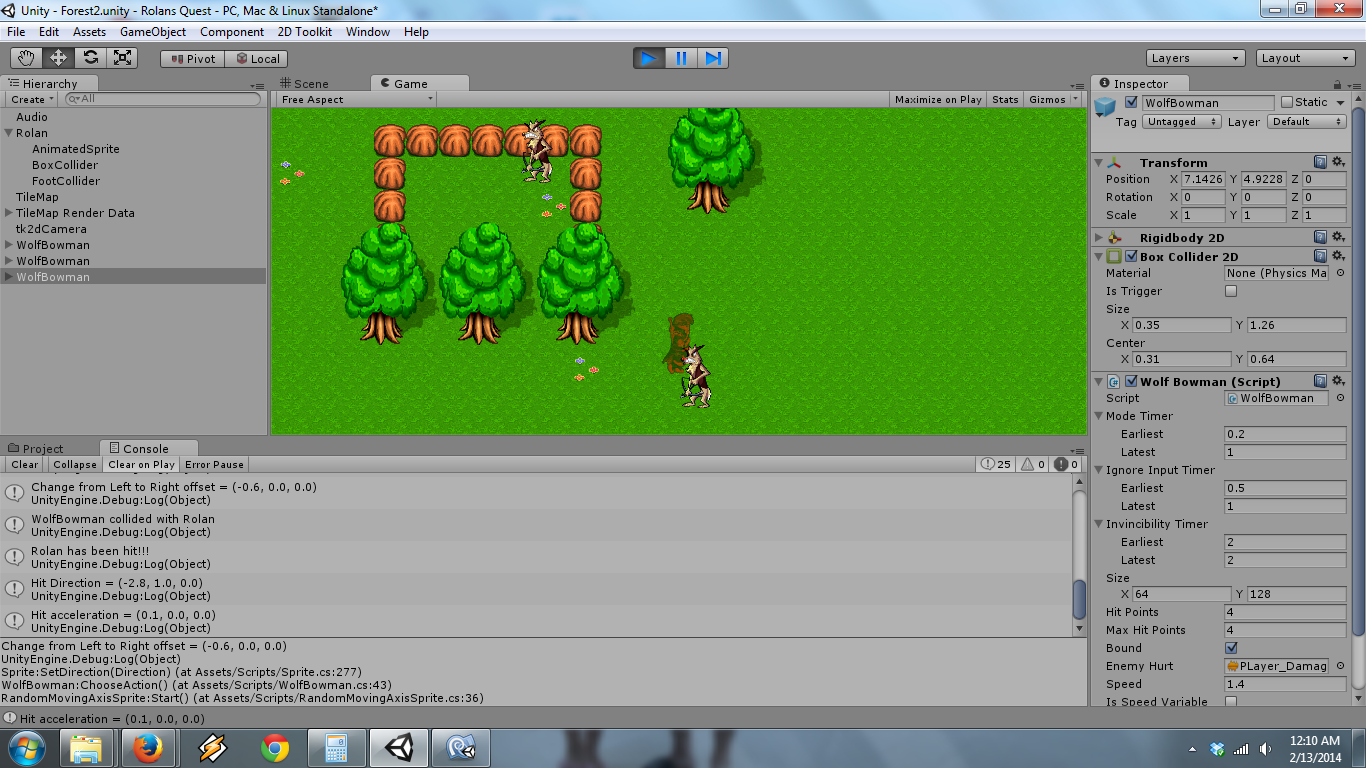 Unity - Forest2.unity - Rolans Quest - PC, Mac & Linux Standalone*
File Edit Assets GameObject Component 2D Toolkit Window Help
Pivot Local Layers Layout
Hierarchy
Create All
Audio
Rolan
AnimatedSprite
BoxCollider
FootCollider
TileMap
TileMap Render Data
tk2dCamera
WolfBowman
WolfBowman
WolfBowman
Scene Game
Free Aspect Maximize on Play Stats Gizmos
Inspector
WolfBowman Static
Tag Untagged Layer Default
Transform
Position X 7.1426 Y 4.9228 Z 0
Rotation X 0 Y 0 Z 0
Scale X 1 Y 1 Z 1
Rigidbody 2D
Box Collider 2D
Material None (Physics Ma
Is Trigger
Size
X 0.35 Y 1.26
Center
X 0.31 Y 0.64
Wolf Bowman (Script)
Script WolfBowman
Mode Timer
Earliest 0.2
Latest 1
Ignore Input Timer
Earliest 0.5
Latest 1
Invincibility Timer
Earliest 2
Latest 2
Size
X 64 Y 128
Hit Points 4
Max Hit Points 4
Bound
Enemy Hurt PLayer_Damag
Speed 1.4
Is Speed Variable
Project Console
Clear Collapse Clear on Play Error Pause 25 0 0
Change from Left to Right offset = (-0.6, 0.0, 0.0)
UnityEngine.Debug:Log(Object)
WolfBowman collided with Rolan
UnityEngine.Debug:Log(Object)
Rolan has been hit!!!
UnityEngine.Debug:Log(Object)
Hit Direction = (-2.8, 1.0, 0.0)
UnityEngine.Debug:Log(Object)
Hit acceleration = (0.1, 0.0, 0.0)
UnityEngine.Debug:Log(Object)
Change from Left to Right offset = (-0.6, 0.0, 0.0)
UnityEngine.Debug:Log(Object)
Sprite:SetDirection(Direction) (at Assets/Scripts/Sprite.cs:277)
WolfBowman:ChooseAction() (at Assets/Scripts/WolfBowman.cs:43)
RandomMovingAxisSprite:Start() (at Assets/Scripts/RandomMovingAxisSprite.cs:36)
Hit acceleration = (0.1, 0.0, 0.0)
12:10 AM
2/13/2014